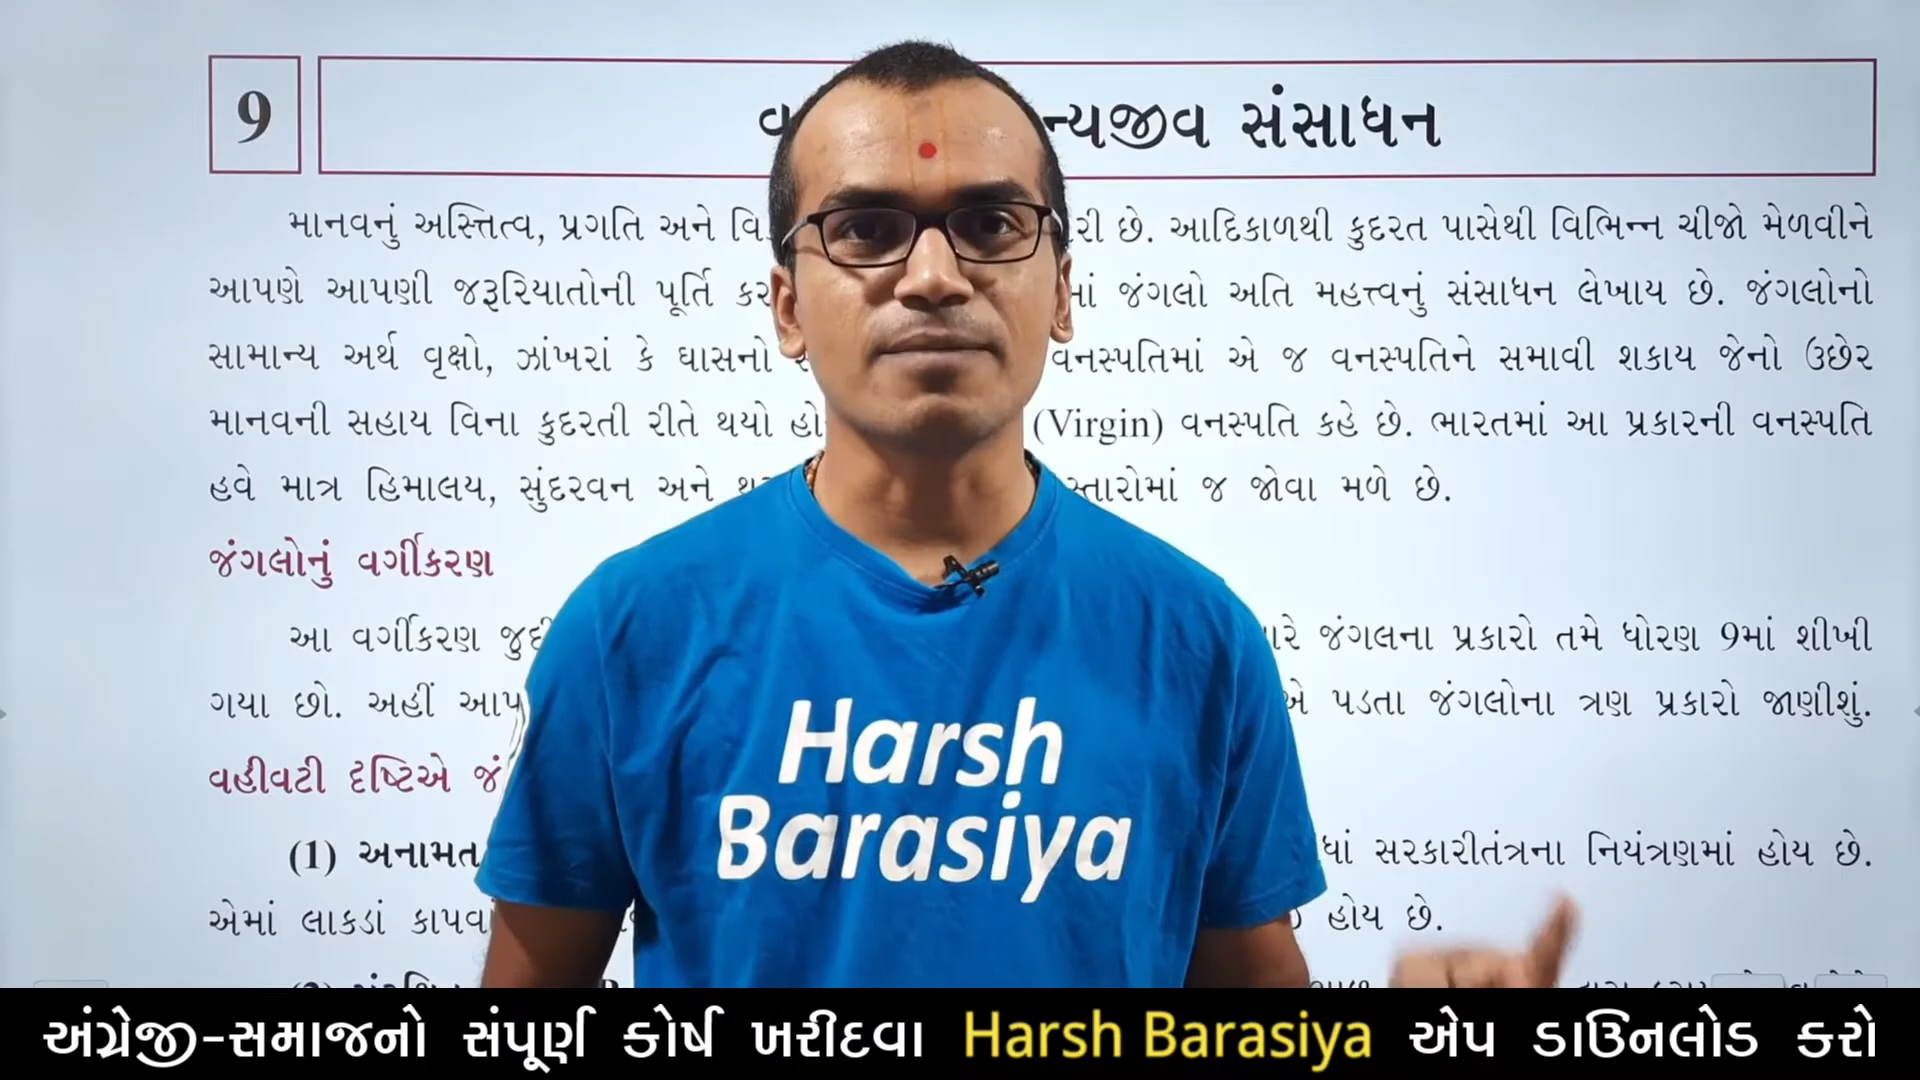 9
સંસાધન
માનવનું અસ્તિત્વ, પ્રગતિ અને છે. આદિકાળથી કુદરત પાસેથી વિભિન્ન ચીજો મેળવીને
આપણે આપણી જરૂરિયાતોની પૂર્તિ જંગલો અતિ મહત્ત્વનું સંસાધન લેખાય છે. જંગલોનો
સામાન્ય અર્થ વૃક્ષો, ઝાંખરાં કે ઘાસનો વનસ્પતિમાં એ જ વનસ્પતિને સમાવી શકાય જેનો ઉછેર
માનવની સહાય વિના કુદરતી રીતે થયો (Virgin) વનસ્પતિ કહે છે. ભારતમાં આ પ્રકારની વનસ્પતિ
હવે માત્ર હિમાલય, સુંદરવન અને જ જોવા મળે છે.
જંગલોનું વર્ગીકરણ
આ વર્ગીકરણ જંગલના પ્રકારો તમે ધોરણ 9માં શીખી
ગયા છો. અહીં પડતા જંગલોના ત્રણ પ્રકારો જાણીશું.
વહીવટી દૃષ્ટિએ
(1) અનામત સરકારીતંત્રના નિયંત્રણમાં હોય છે.
એમાં લાકડાં હોય છે.
Harsh
Barasiya
અંગ્રેજી-સમાજનો સંપૂર્ણ કોર્ષ ખરીદવા Harsh Barasiya એપ ડાઉનલોડ કરો